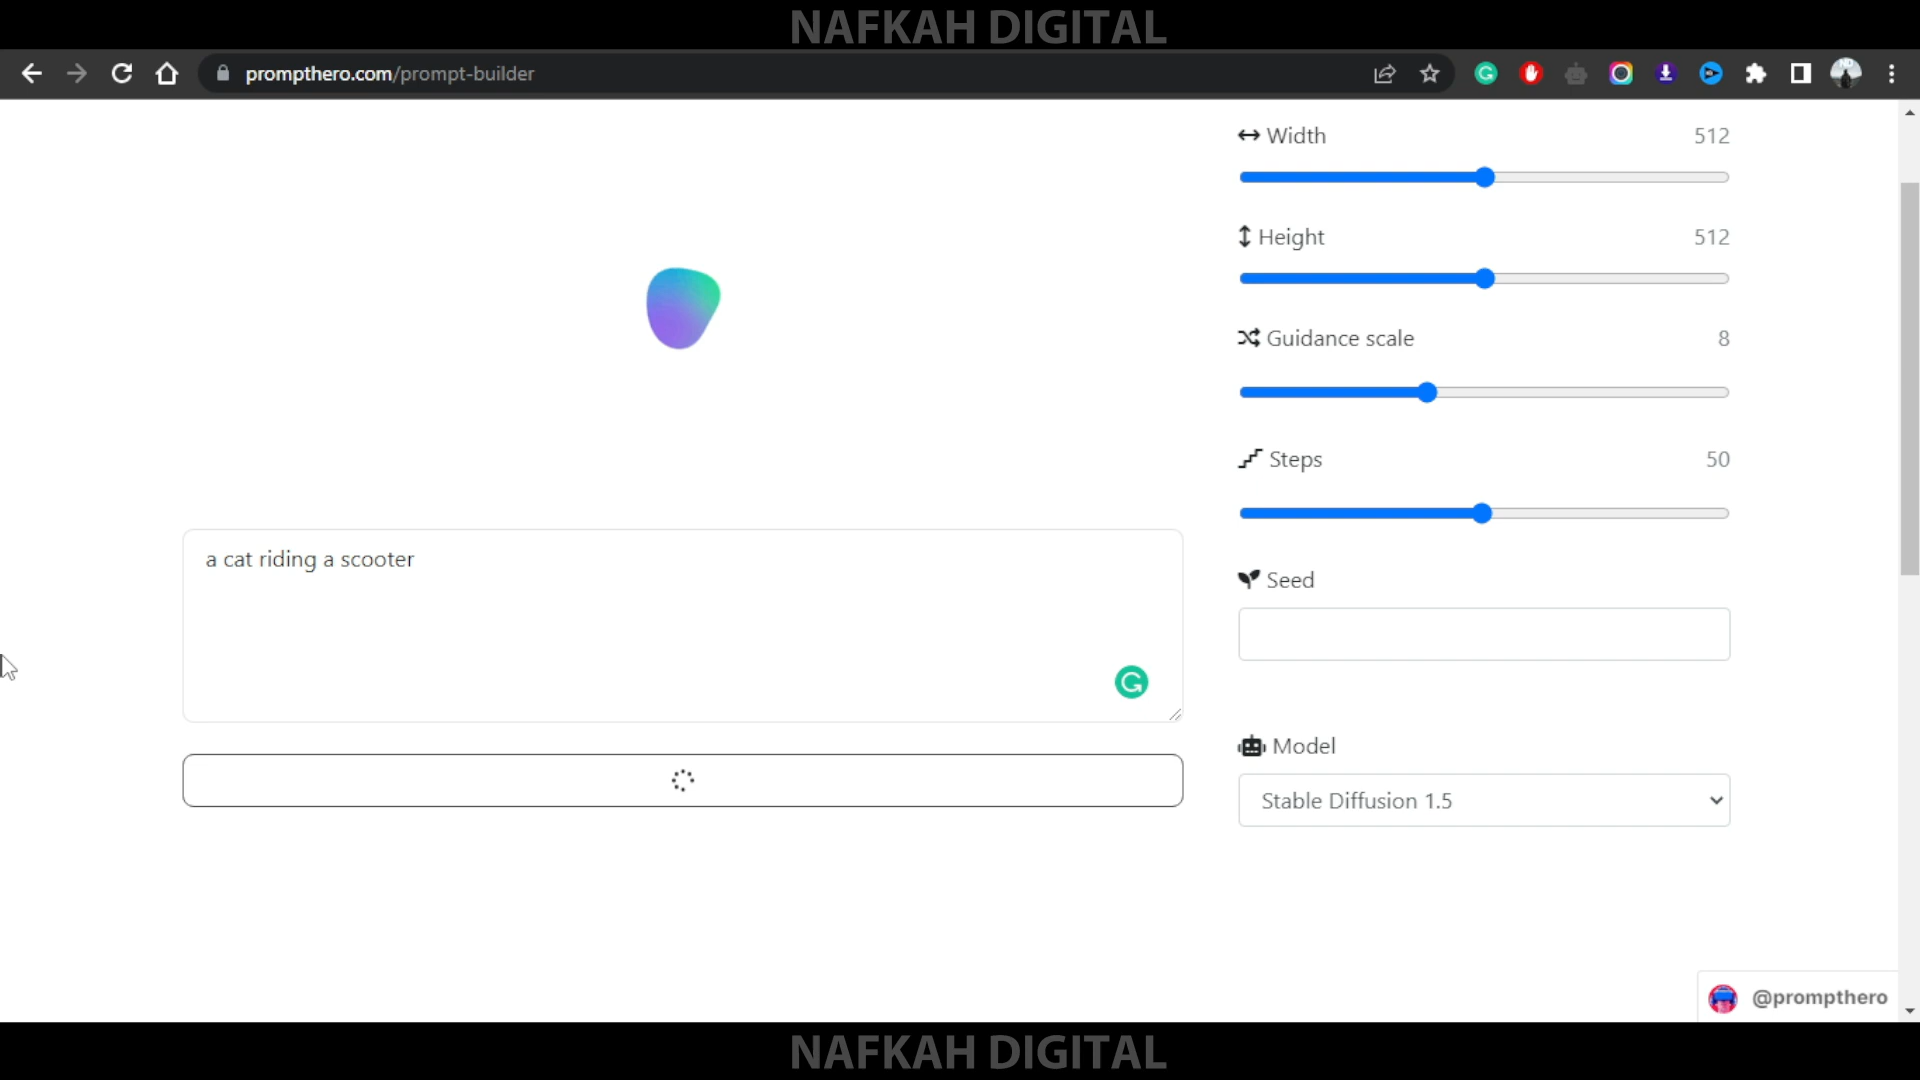 NAFKAH DIGITAL
prompthero.com/prompt-builder
Width 512
Height 512
Guidance scale 8
Steps 50
a cat riding a scooter
Seed
Model
Stable Diffusion 1.5
@prompthero
NAFKAH DIGITAL